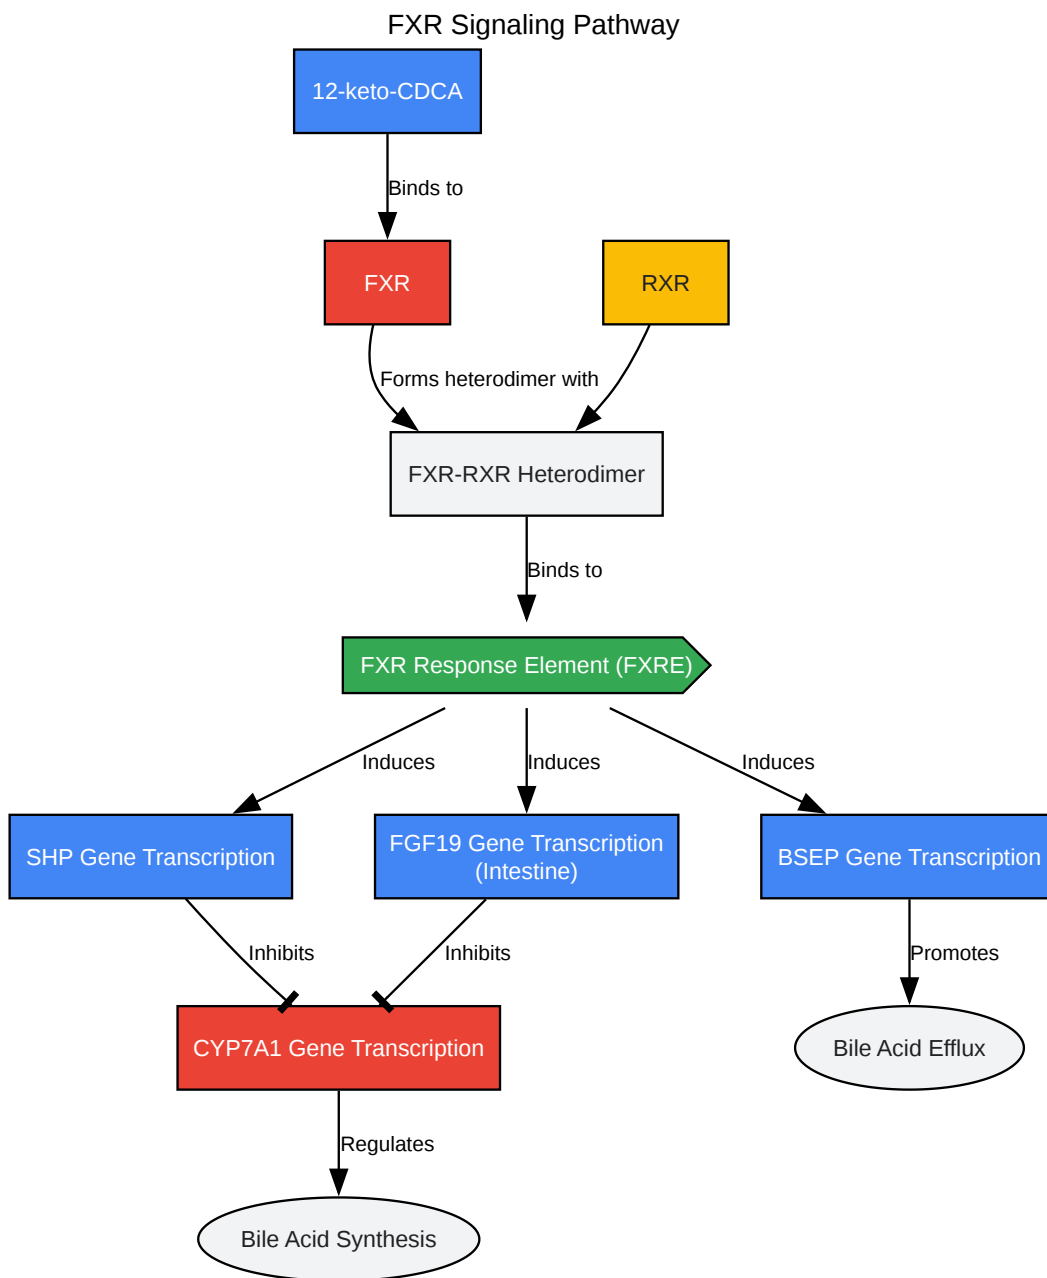 FXR Signaling Pathway
12-keto-CDCA
Binds to
FXR
RXR
Forms heterodimer with
FXR-RXR Heterodimer
Binds to
FXR Response Element (FXRE)
Induces
Induces
Induces
SHP Gene Transcription
FGF19 Gene Transcription
(Intestine)
BSEP Gene Transcription
Inhibits
Inhibits
Promotes
CYP7A1 Gene Transcription
Bile Acid Efflux
Regulates
Bile Acid Synthesis